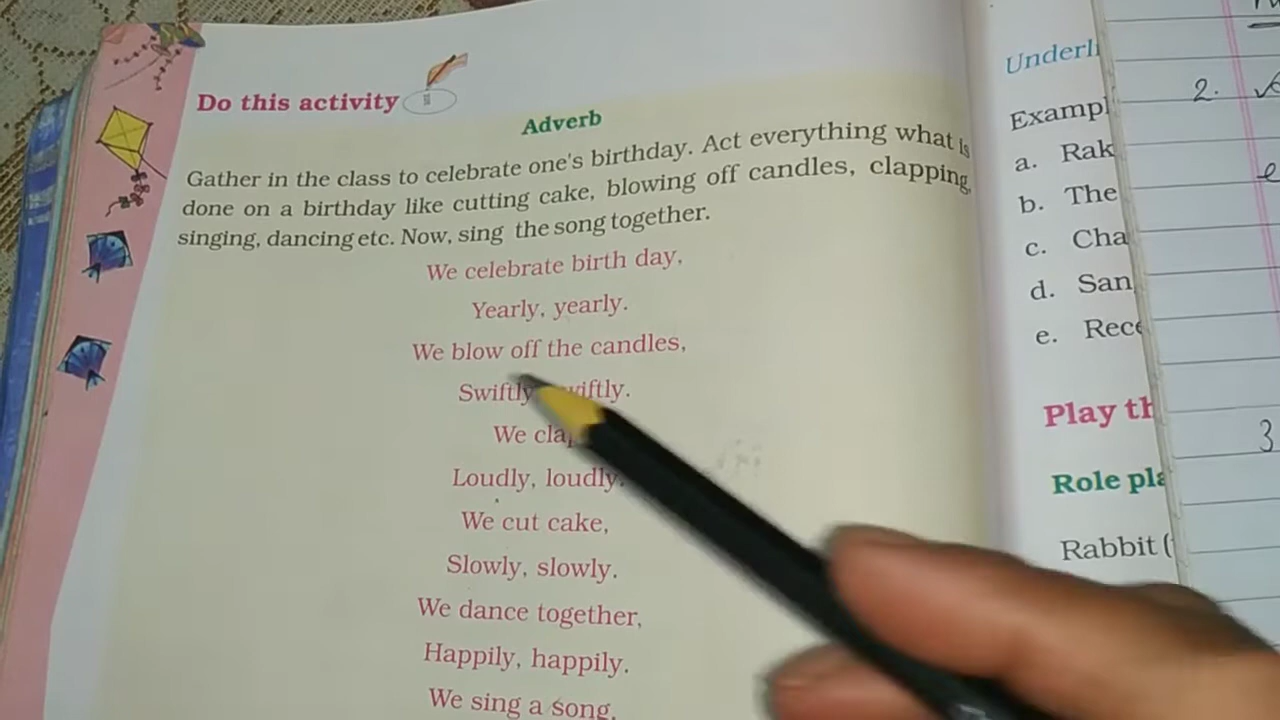 Do this activity
Adverb
Gather in the class to celebrate one's birthday. Act everything what is
done on a birthday like cutting cake, blowing off candles, clapping,
singing, dancing etc. Now, sing the song together.
We celebrate birth day,
Yearly, yearly.
We blow off the candles,
Swiftly swiftly.
We clap
Loudly, loudly.
We cut cake,
Slowly, slowly.
We dance together,
Happily, happily.
We sing a song,
a. Rak
b. The
c. Cha
d. San
e. Rece
Play th
Role pla
Rabbit (
2.
3